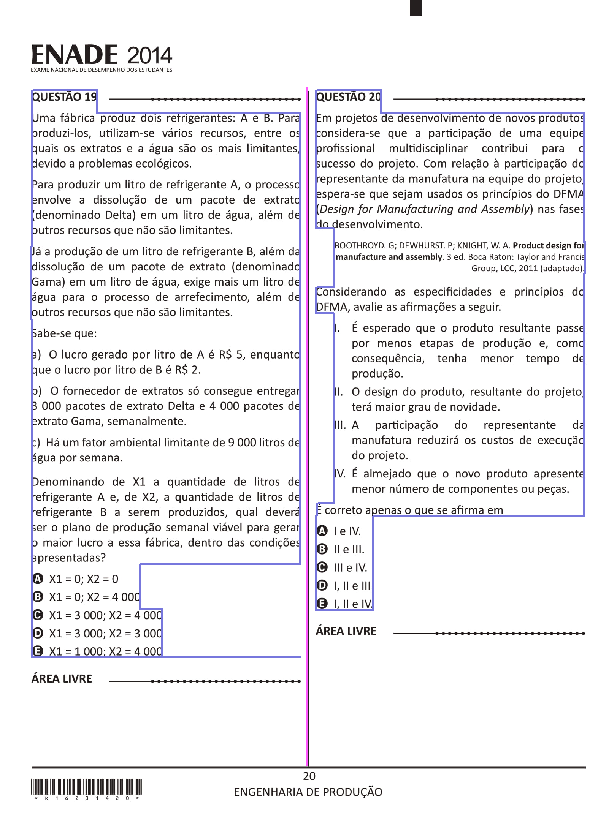 ENADE 2014
EXAME NACIONAL DE DESEMPENHO DOS ESTUDANTES
QUESTÃO 19
Uma fábrica produz dois refrigerantes: A e B. Para
produzi-los, utilizam-se vários recursos, entre os
quais os extratos e a água são os mais limitantes,
devido a problemas ecológicos.
Para produzir um litro de refrigerante A, o processo
envolve a dissolução de um pacote de extrato
(denominado Delta) em um litro de água, além de
outros recursos que não são limitantes.
Já a produção de um litro de refrigerante B, além da
dissolução de um pacote de extrato (denominado
Gama) em um litro de água, exige mais um litro de
água para o processo de arrefecimento, além de
outros recursos que não são limitantes.
Sabe-se que:
a) O lucro gerado por litro de A é R$ 5, enquanto
que o lucro por litro de B é R$ 2.
b) O fornecedor de extratos só consegue entregar
3 000 pacotes de extrato Delta e 4 000 pacotes de
extrato Gama, semanalmente.
c) Há um fator ambiental limitante de 9 000 litros de
água por semana.
Denominando de X1 a quantidade de litros de
refrigerante A e, de X2, a quantidade de litros de
refrigerante B a serem produzidos, qual deverá
ser o plano de produção semanal viável para gerar
o maior lucro a essa fábrica, dentro das condições
apresentadas?
A X1 = 0; X2 = 0
B X1 = 0; X2 = 4 000
C X1 = 3 000; X2 = 4 000
D X1 = 3 000; X2 = 3 000
E X1 = 1 000; X2 = 4 000
ÁREA LIVRE
QUESTÃO 20
Em projetos de desenvolvimento de novos produtos
considera-se que a participação de uma equipe
profissional multidisciplinar contribui para o
sucesso do projeto. Com relação à participação do
representante da manufatura na equipe do projeto,
espera-se que sejam usados os princípios do DFMA
(Design for Manufacturing and Assembly) nas fases
do desenvolvimento.
BOOTHROYD. G; DEWHURST. P; KNIGHT, W. A. Product design for
manufacture and assembly. 3 ed. Boca Raton: Taylor and Francis
Group, LCC, 2011 (adaptado).
Considerando as especificidades e princípios do
DFMA, avalie as afirmações a seguir.
I. É esperado que o produto resultante passe
por menos etapas de produção e, como
consequência, tenha menor tempo de
produção.
II. O design do produto, resultante do projeto,
terá maior grau de novidade.
III. A participação do representante da
manufatura reduzirá os custos de execução
do projeto.
IV. É almejado que o novo produto apresente
menor número de componentes ou peças.
É correto apenas o que se afirma em
A I e IV.
B II e III.
C III e IV.
D I, II e III
E I, II e IV.
ÁREA LIVRE
20
ENGENHARIA DE PRODUÇÃO